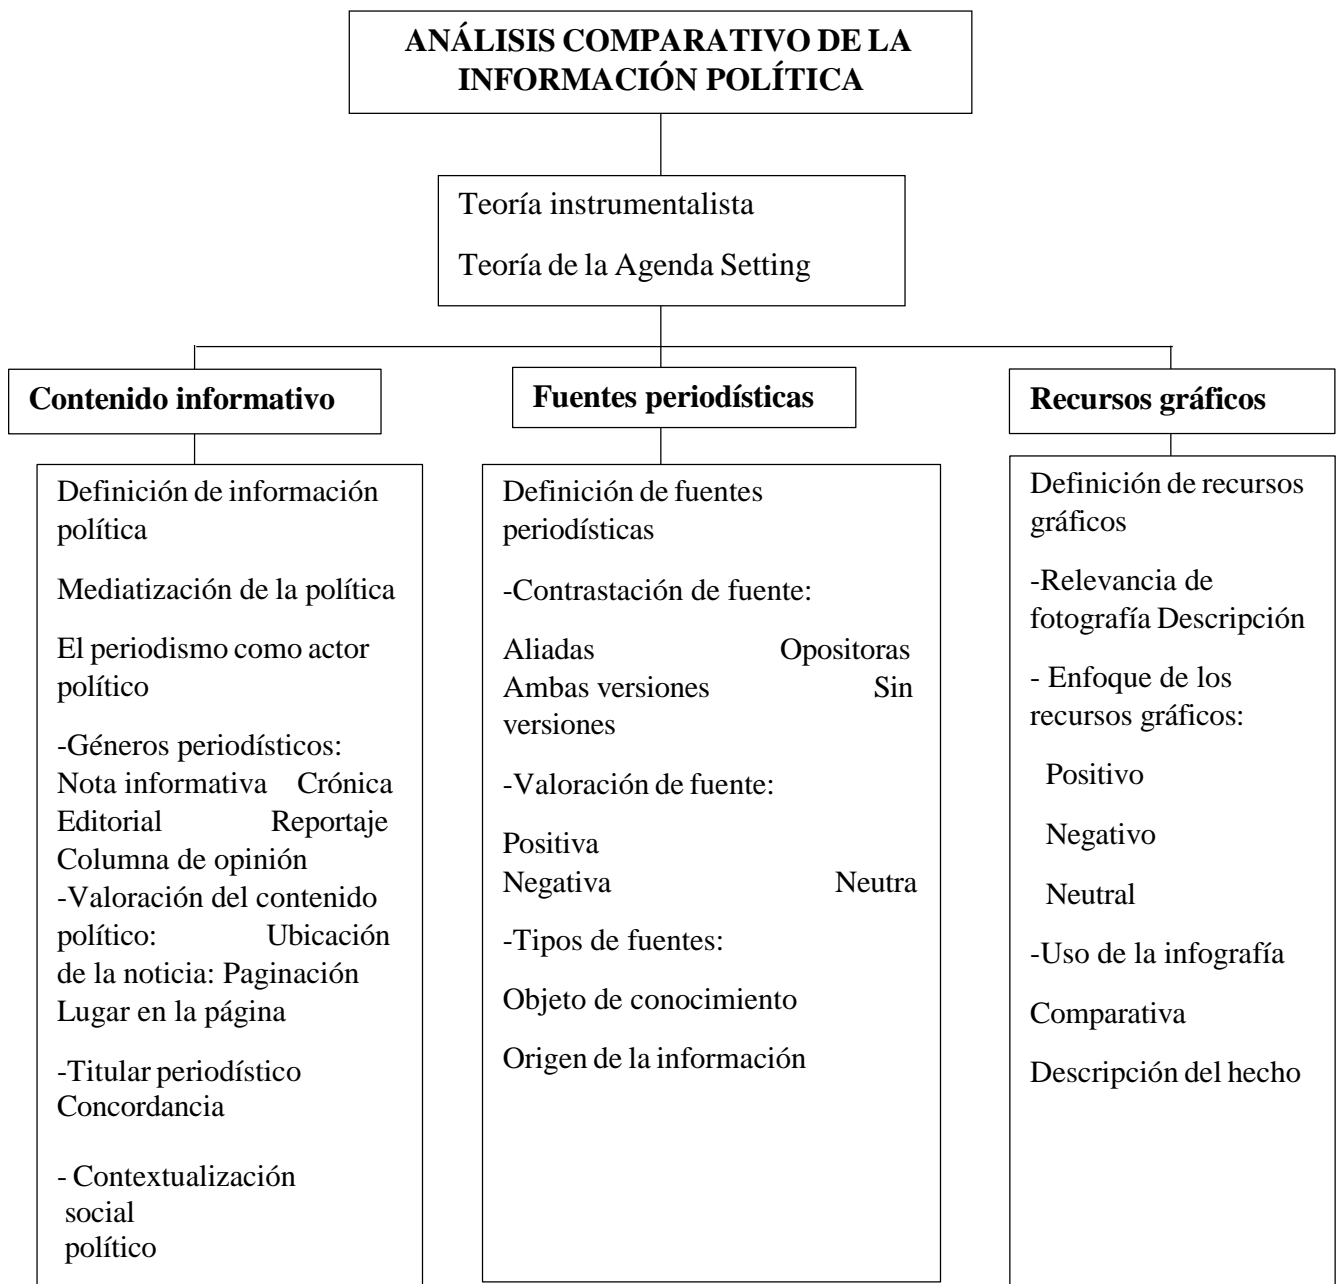 ANÁLISIS COMPARATIVO DE LA
INFORMACIÓN POLÍTICA
Teoría instrumentalista
Teoría de la Agenda Setting
Contenido informativo
Definición de información
política
Mediatización de la política
El periodismo como actor
político
-Géneros periodísticos:
Nota informativa Crónica
Editorial Reportaje
Columna de opinión
-Valoración del contenido
político: Ubicación
de la noticia: Paginación
Lugar en la página
-Titular periodístico
Concordancia
- Contextualización
social
político
Fuentes periodísticas
Definición de fuentes
periodísticas
-Contrastación de fuente:
Aliadas Opositoras
Ambas versiones Sin
versiones
-Valoración de fuente:
Positiva
Negativa Neutra
-Tipos de fuentes:
Objeto de conocimiento
Origen de la información
Recursos gráficos
Definición de recursos
gráficos
-Relevancia de
fotografía Descripción
- Enfoque de los
recursos gráficos:
Positivo
Negativo
Neutral
-Uso de la infografía
Comparativa
Descripción del hecho